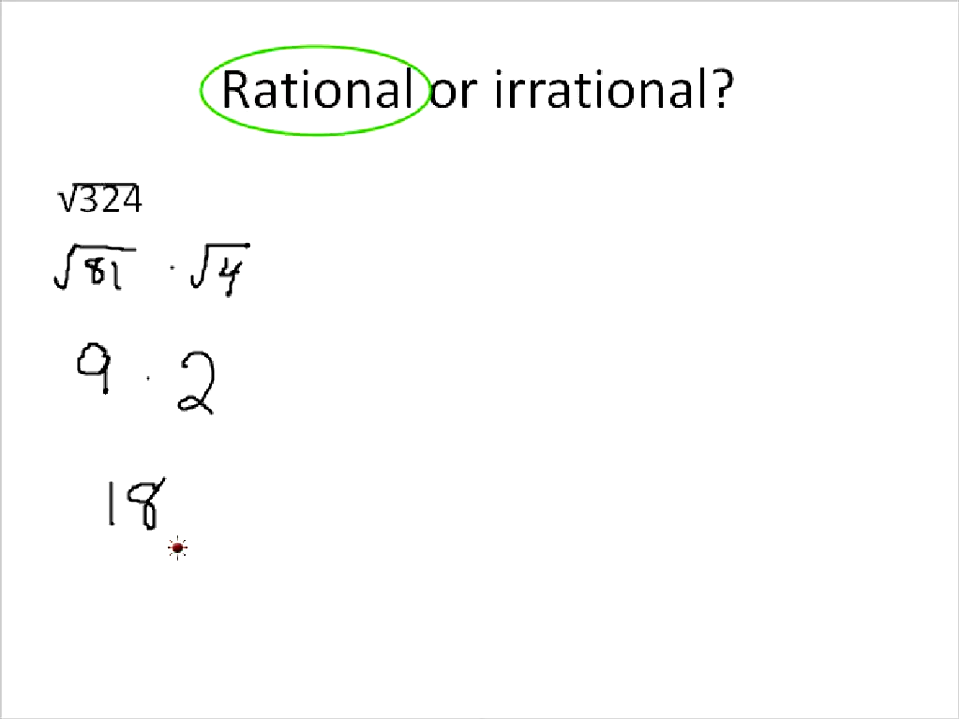 Rational or irrational?
√324
√81 · √4
9 · 2
18